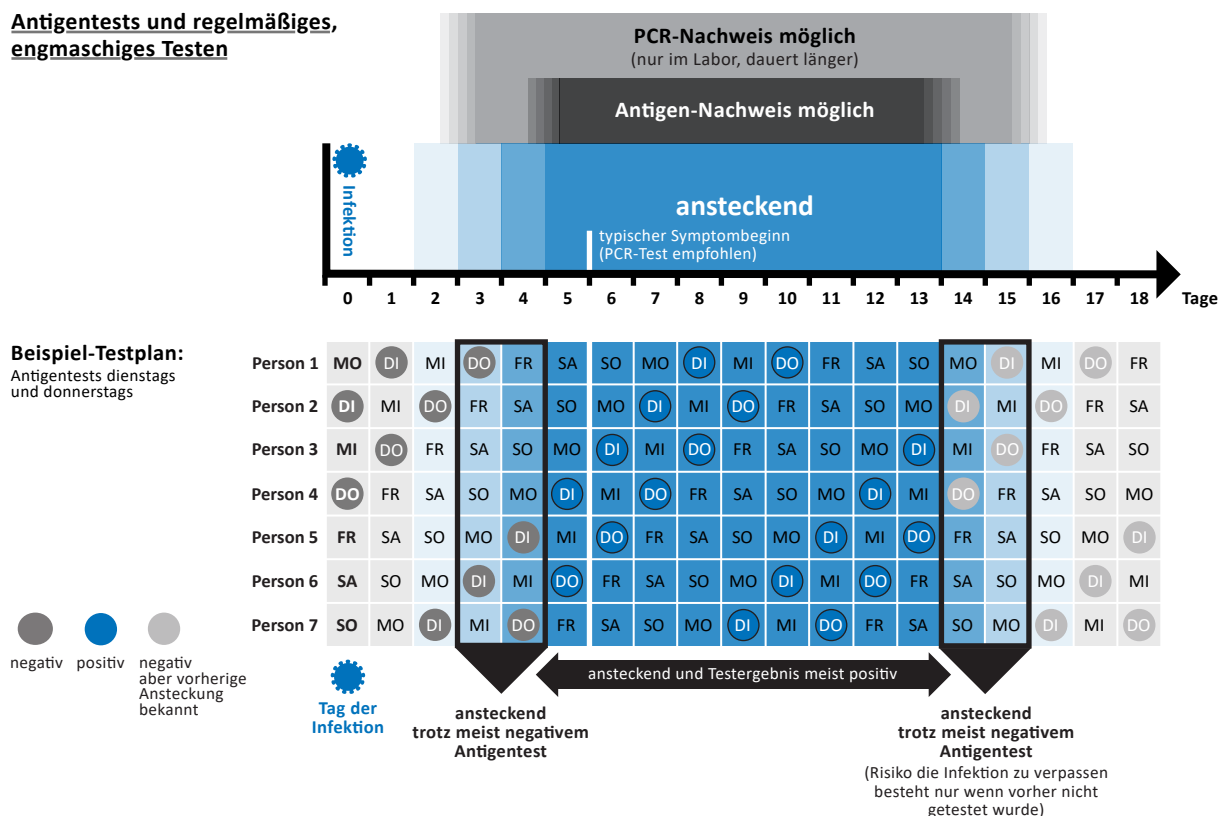 Antigentests und regelmäßiges,
engmaschiges Testen
PCR-Nachweis möglich
(nur im Labor, dauert länger)
Antigen-Nachweis möglich
Infektion
ansteckend
typischer Symptombeginn
(PCR-Test empfohlen)
0 1 2 3 4 5 6 7 8 9 10 11 12 13 14 15 16 17 18 Tage
Beispiel-Testplan:
Antigentests dienstags
und donnerstags
Person 1 MO DI MI DO FR SA SO MO DI MI DO FR SA SO MO DI MI DO FR
Person 2 DI MI DO FR SA SO MO DI MI DO FR SA SO MO DI MI DO FR SA
Person 3 MI DO FR SA SO MO DI MI DO FR SA SO MO DI MI DO FR SA SO
Person 4 DO FR SA SO MO DI MI DO FR SA SO MO DI MI DO FR SA SO MO
Person 5 FR SA SO MO DI MI DO FR SA SO MO DI MI DO FR SA SO MO DI
Person 6 SA SO MO DI MI DO FR SA SO MO DI MI DO FR SA SO MO DI MI
Person 7 SO MO DI MI DO FR SA SO MO DI MI DO FR SA SO MO DI MI DO
negativ
positiv
negativ
aber vorherige
Ansteckung
bekannt
Tag der
Infektion
ansteckend und Testergebnis meist positiv
ansteckend
trotz meist negativem
Antigentest
ansteckend
trotz meist negativem
Antigentest
(Risiko die Infektion zu verpassen
besteht nur wenn vorher nicht
getestet wurde)